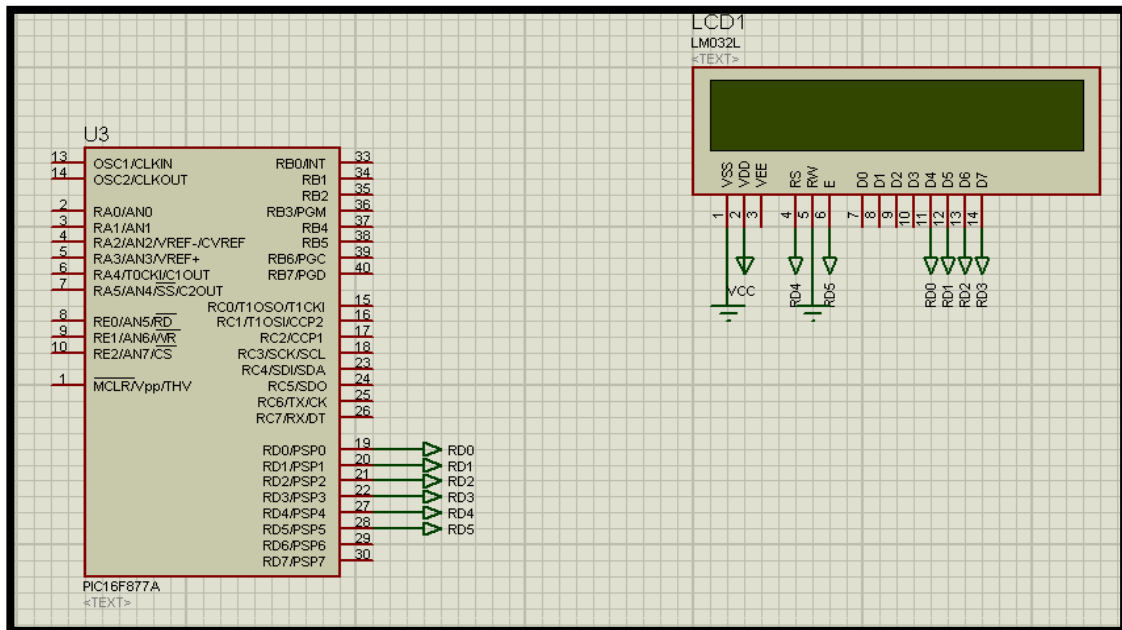 LCD1
LM032L
<TEXT>
VSS VDD VEE RS RW E D0 D1 D2 D3 D4 D5 D6 D7
1 2 3 4 5 6 7 8 9 10 11 12 13 14
VCC RD4 RD5 RD0 RD1 RD2 RD3
U3
13 OSC1/CLKIN RB0/INT 33
14 OSC2/CLKOUT RB1 34
RB2 35
2 RA0/AN0 RB3/PGM 36
3 RA1/AN1 RB4 37
4 RA2/AN2/VREF-/CVREF RB5 38
5 RA3/AN3/VREF+ RB6/PGC 39
6 RA4/T0CKI/C1OUT RB7/PGD 40
7 RA5/AN4/SS/C2OUT
RC0/T1OSO/T1CKI 15
8 RE0/AN5/RD RC1/T1OSI/CCP2 16
9 RE1/AN6/WR RC2/CCP1 17
10 RE2/AN7/CS RC3/SCK/SCL 18
RC4/SDI/SDA 23
1 MCLR/Vpp/THV RC5/SDO 24
RC6/TX/CK 25
RC7/RX/DT 26
RD0/PSP0 19 RD0
RD1/PSP1 20 RD1
RD2/PSP2 21 RD2
RD3/PSP3 22 RD3
RD4/PSP4 27 RD4
RD5/PSP5 28 RD5
RD6/PSP6 29
RD7/PSP7 30
PIC16F877A
<TEXT>